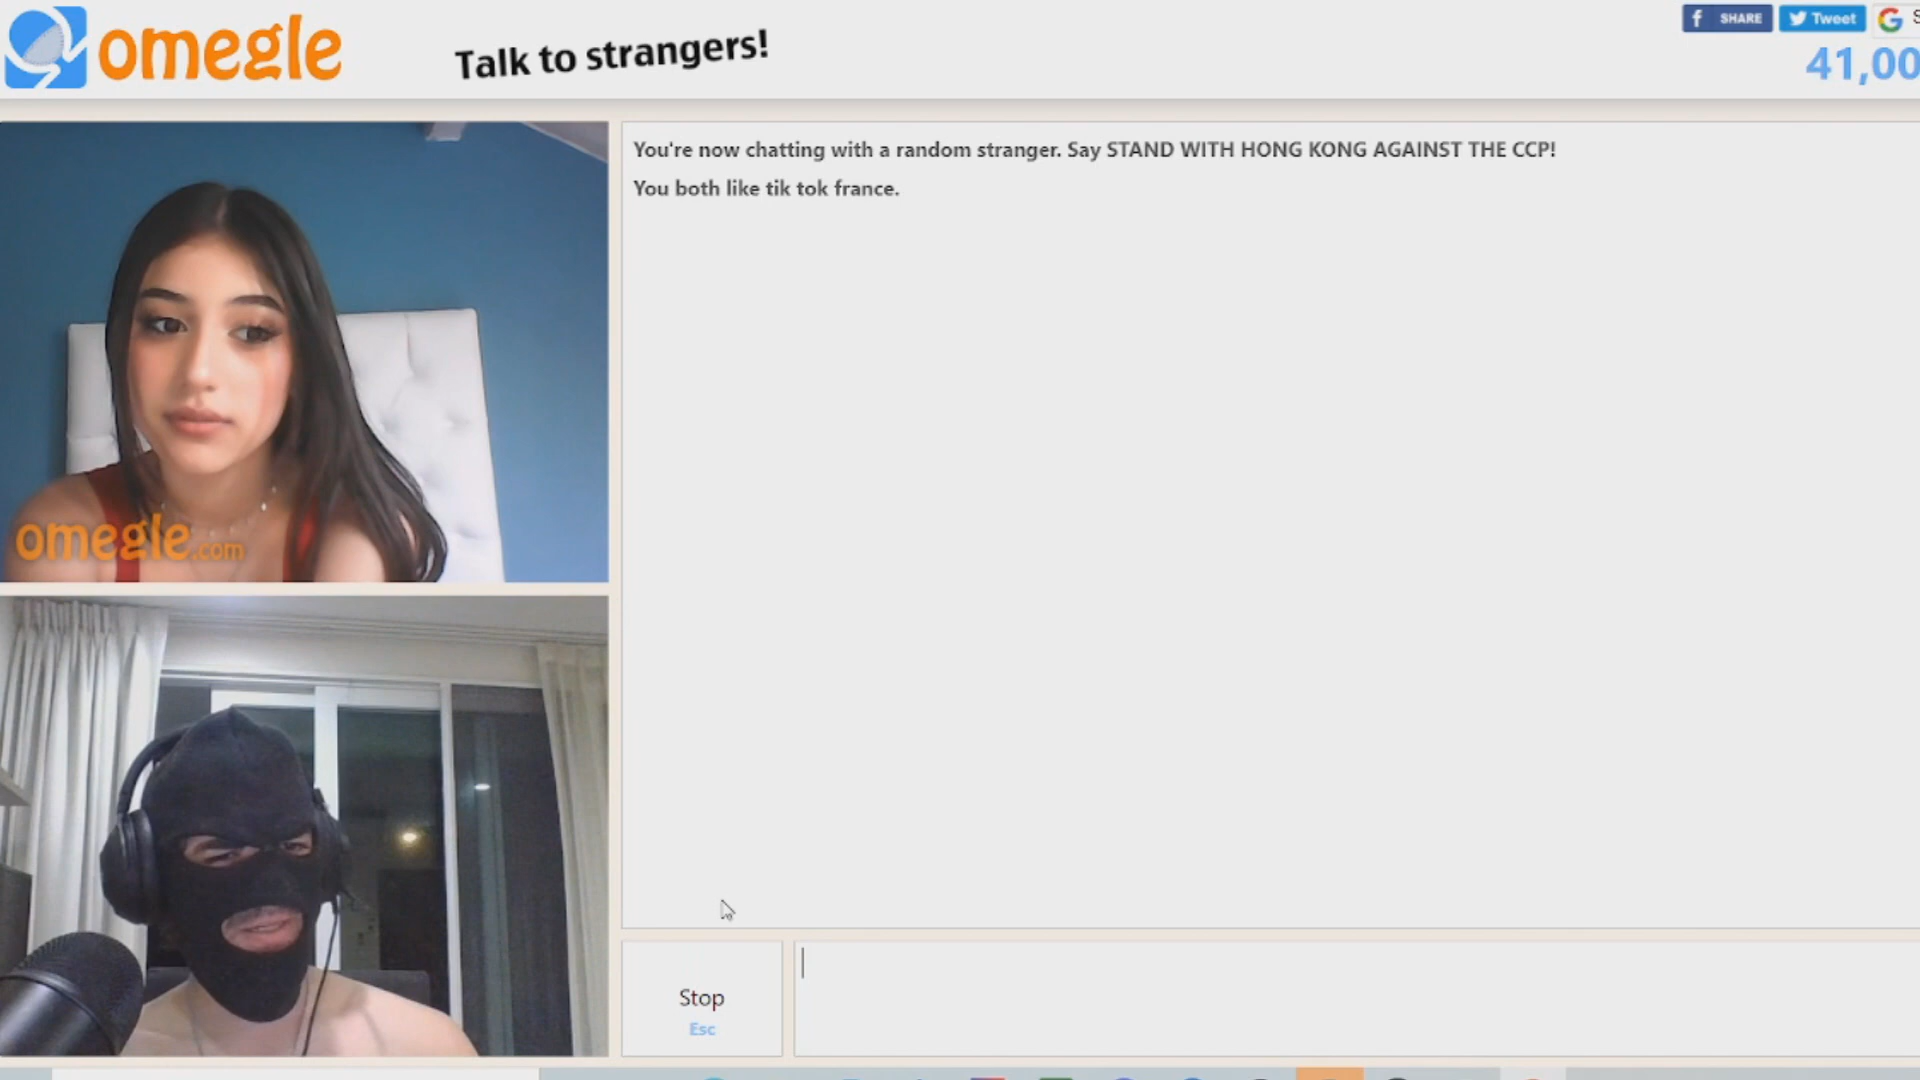 omegle
Talk to strangers!
SHARE
Tweet
41,00
You're now chatting with a random stranger. Say STAND WITH HONG KONG AGAINST THE CCP!
You both like tik tok france.
omegle.com
Stop
Esc